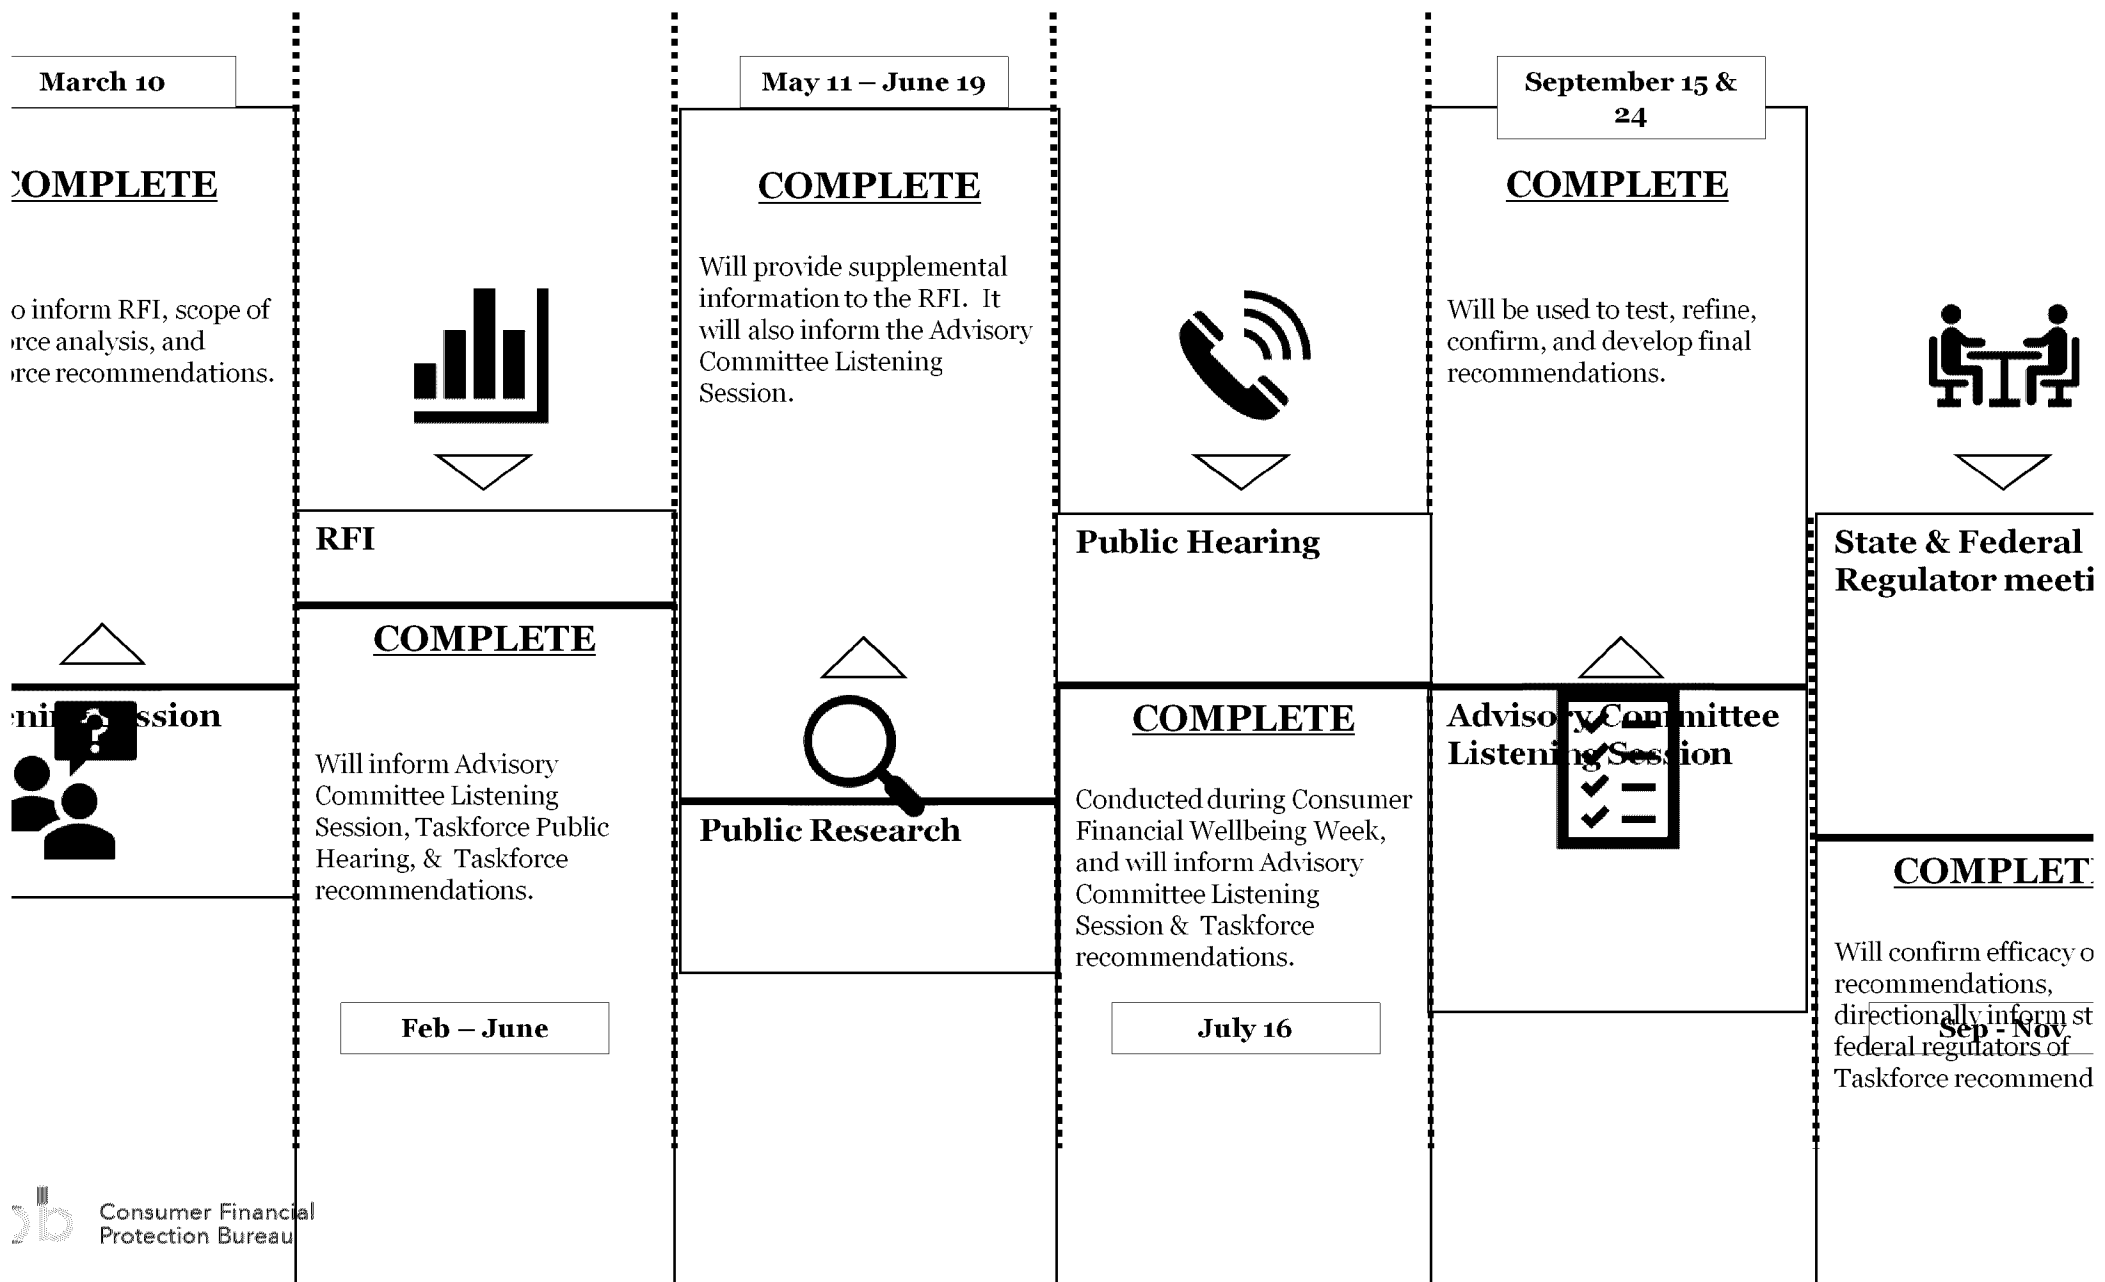 March 10
COMPLETE
o inform RFI, scope of
rce analysis, and
rce recommendations.
ssion
RFI
COMPLETE
Will inform Advisory
Committee Listening
Session, Taskforce Public
Hearing, & Taskforce
recommendations.
Feb – June
May 11 – June 19
COMPLETE
Will provide supplemental
information to the RFI. It
will also inform the Advisory
Committee Listening
Session.
Public Research
Public Hearing
COMPLETE
Conducted during Consumer
Financial Wellbeing Week,
and will inform Advisory
Committee Listening
Session & Taskforce
recommendations.
July 16
September 15 &
24
COMPLETE
Will be used to test, refine,
confirm, and develop final
recommendations.
Advisory Committee
Listening Session
State & Federal
Regulator meeti
COMPLET
Will confirm efficacy o
recommendations,
directionally inform st
federal regulators of
Taskforce recommend
Sep - Nov
Consumer Financial
Protection Bureau